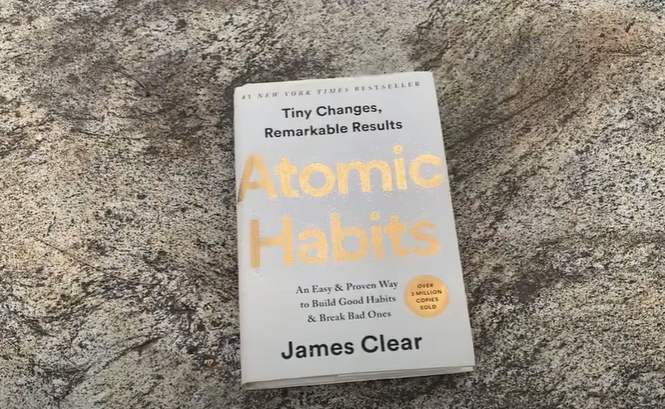 #1 NEW YORK TIMES BESTSELLER
Tiny Changes,
Remarkable Results
Atomic
Habits
An Easy & Proven Way
to Build Good Habits
& Break Bad Ones
OVER
3 MILLION
COPIES
SOLD
James Clear